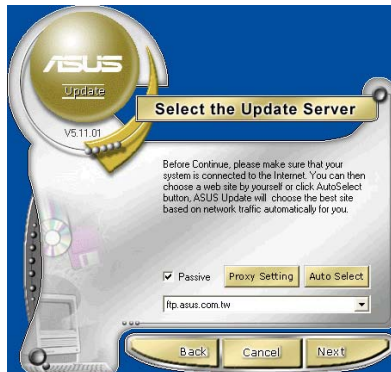 ASUS
Update
V5.11.01
Select the Update Server
Before Continue, please make sure that your
system is connected to the Internet. You can then
choose a web site by yourself or click AutoSelect
button, ASUS Update will choose the best site
based on network traffic automatically for you.
Passive
Proxy Setting
Auto Select
ftp.asus.com.tw
Back
Cancel
Next